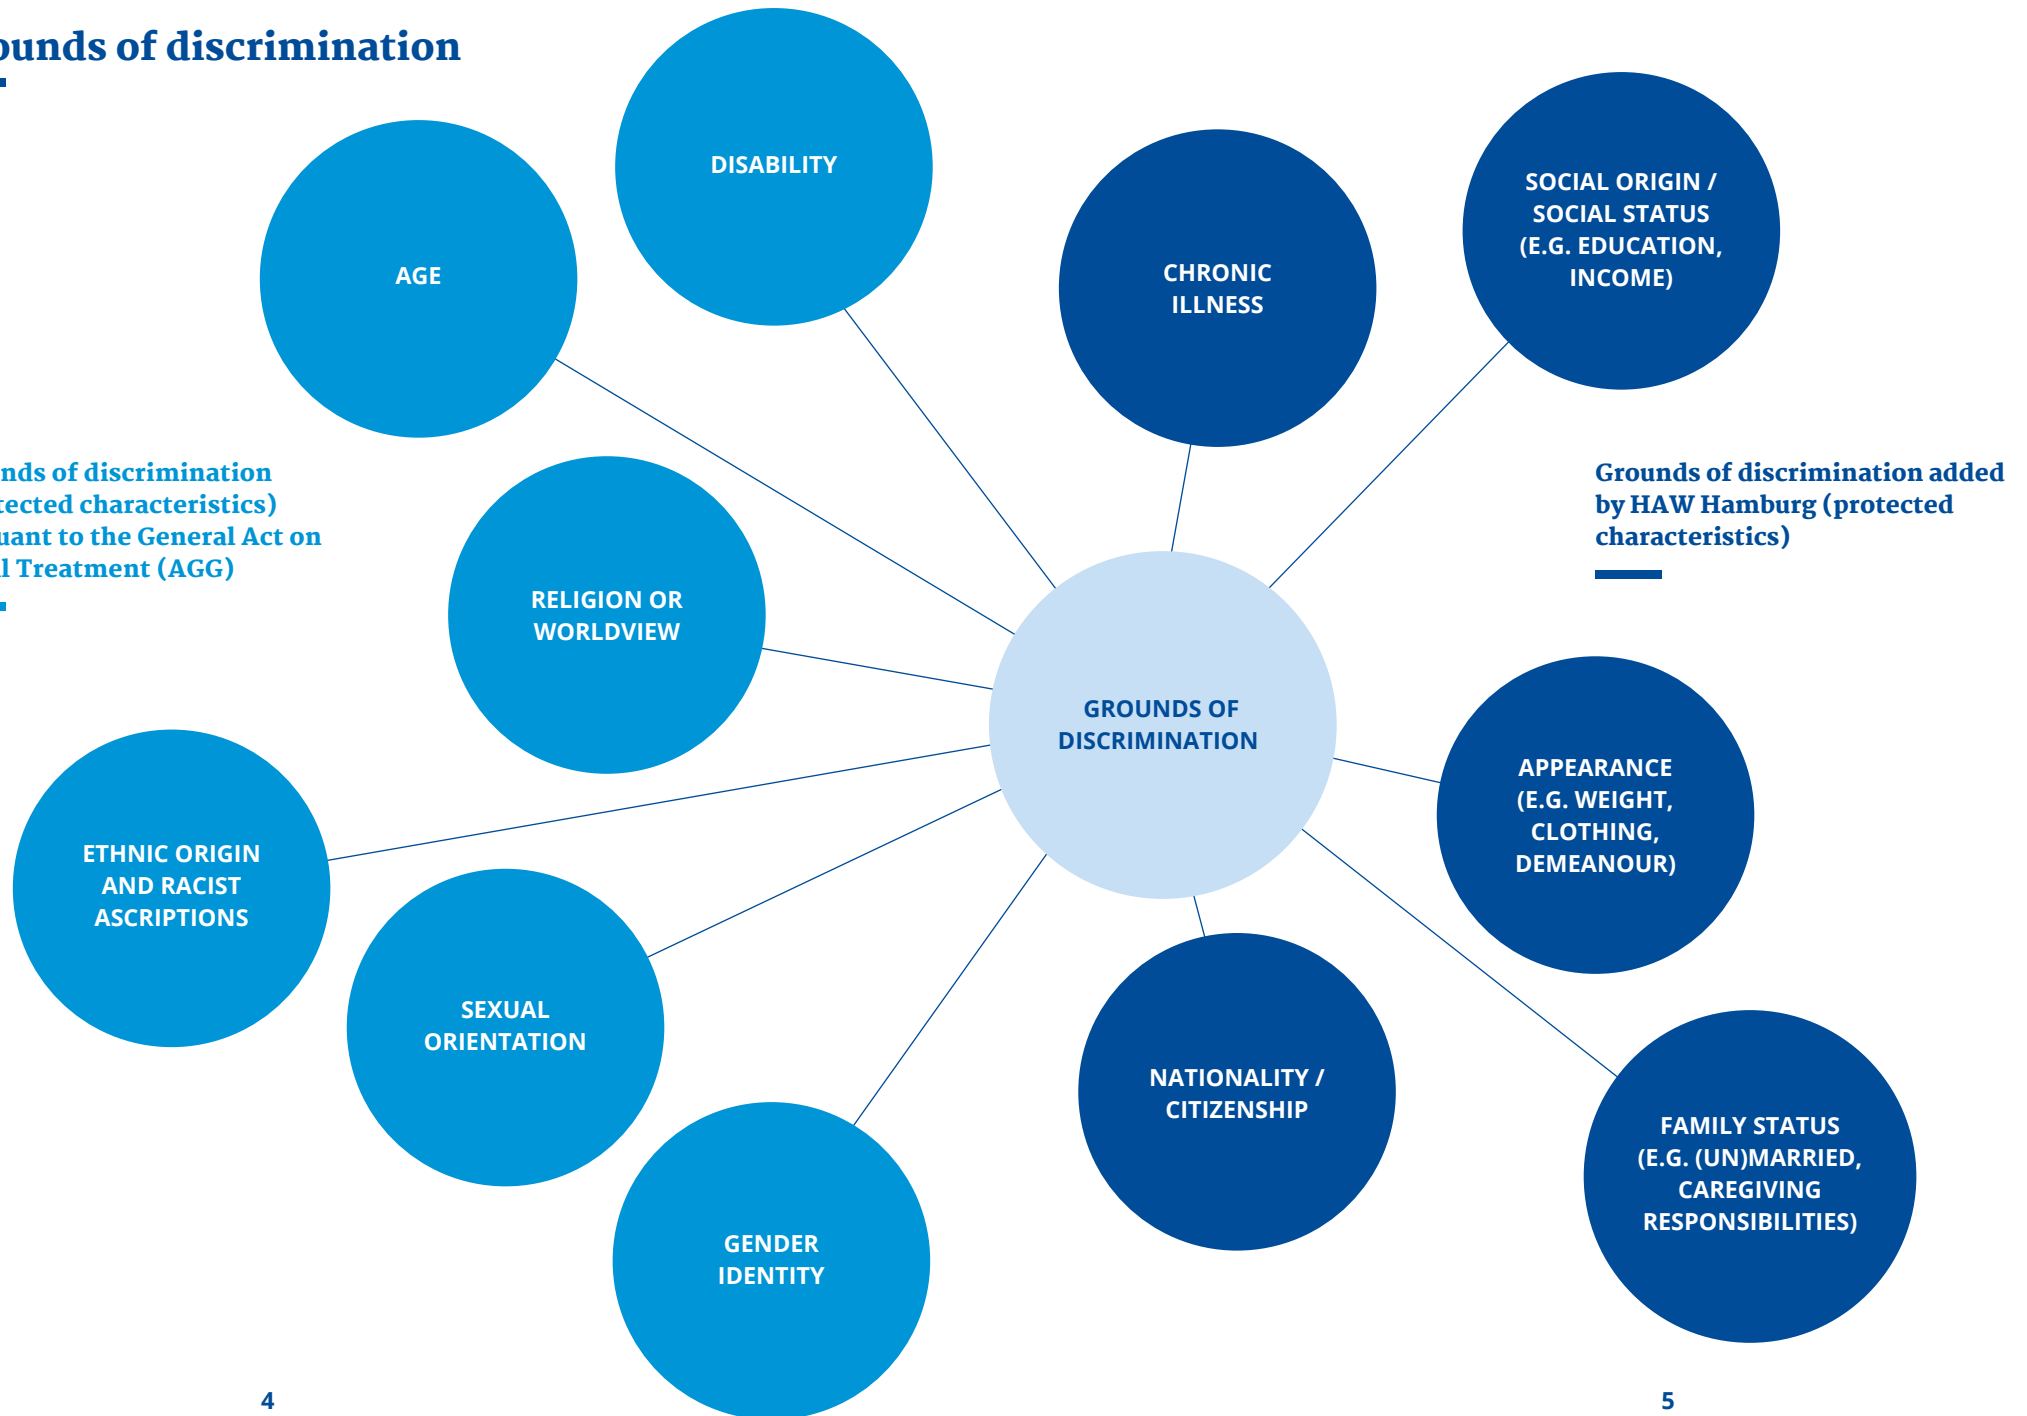 ounds of discrimination
AGE
DISABILITY
CHRONIC
ILLNESS
SOCIAL ORIGIN /
SOCIAL STATUS
(E.G. EDUCATION,
INCOME)
nds of discrimination
tected characteristics)
uant to the General Act on
l Treatment (AGG)
Grounds of discrimination added
by HAW Hamburg (protected
characteristics)
RELIGION OR
WORLDVIEW
GROUNDS OF
DISCRIMINATION
APPEARANCE
(E.G. WEIGHT,
CLOTHING,
DEMEANOUR)
ETHNIC ORIGIN
AND RACIST
ASCRIPTIONS
SEXUAL
ORIENTATION
NATIONALITY /
CITIZENSHIP
FAMILY STATUS
(E.G. (UN)MARRIED,
CAREGIVING
RESPONSIBILITIES)
GENDER
IDENTITY
4
5